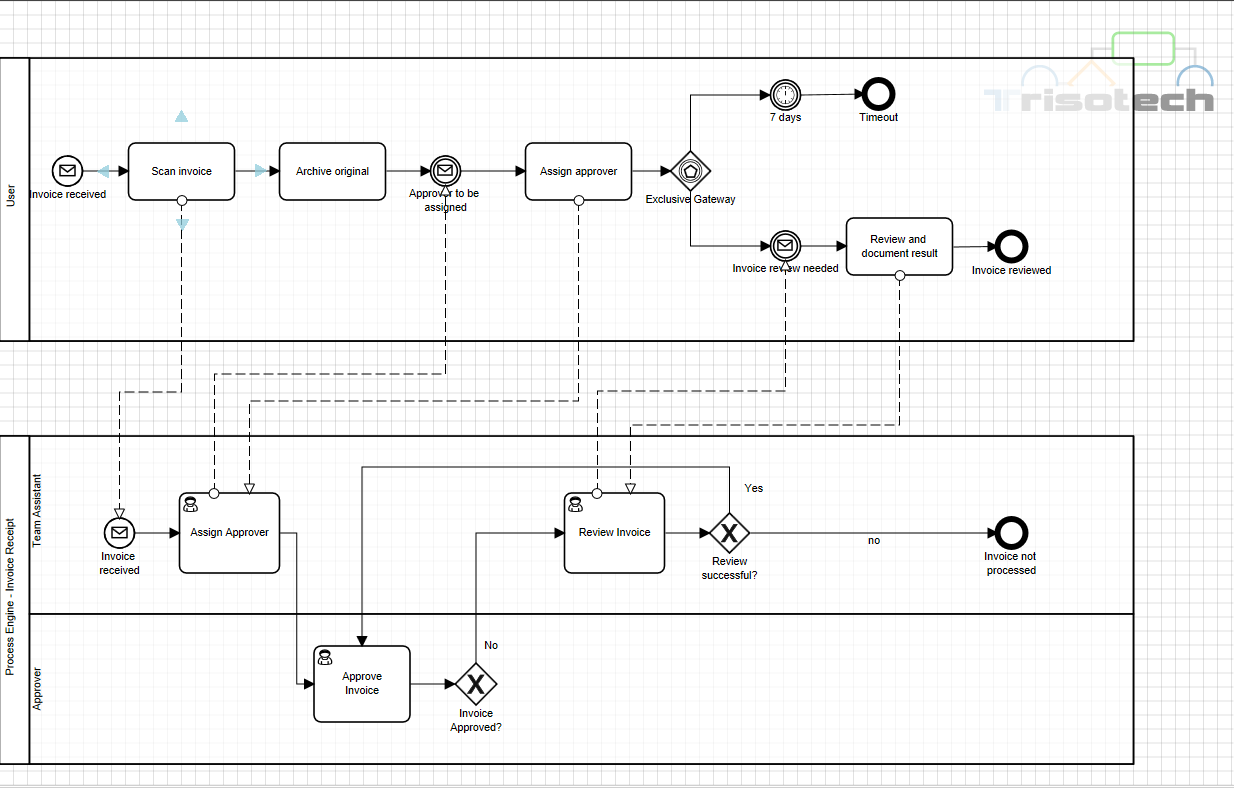 Trisotech
User
7 days
Timeout
Scan invoice
Archive original
Assign approver
Invoice received
Approver to be
assigned
Exclusive Gateway
Review and
document result
Invoice review needed
Invoice reviewed
Process Engine - Invoice Receipt
Team Assistant
Yes
Assign Approver
Review Invoice
X
no
Invoice
received
Review
successful?
Invoice not
processed
Approver
No
Approve
Invoice
X
Invoice
Approved?